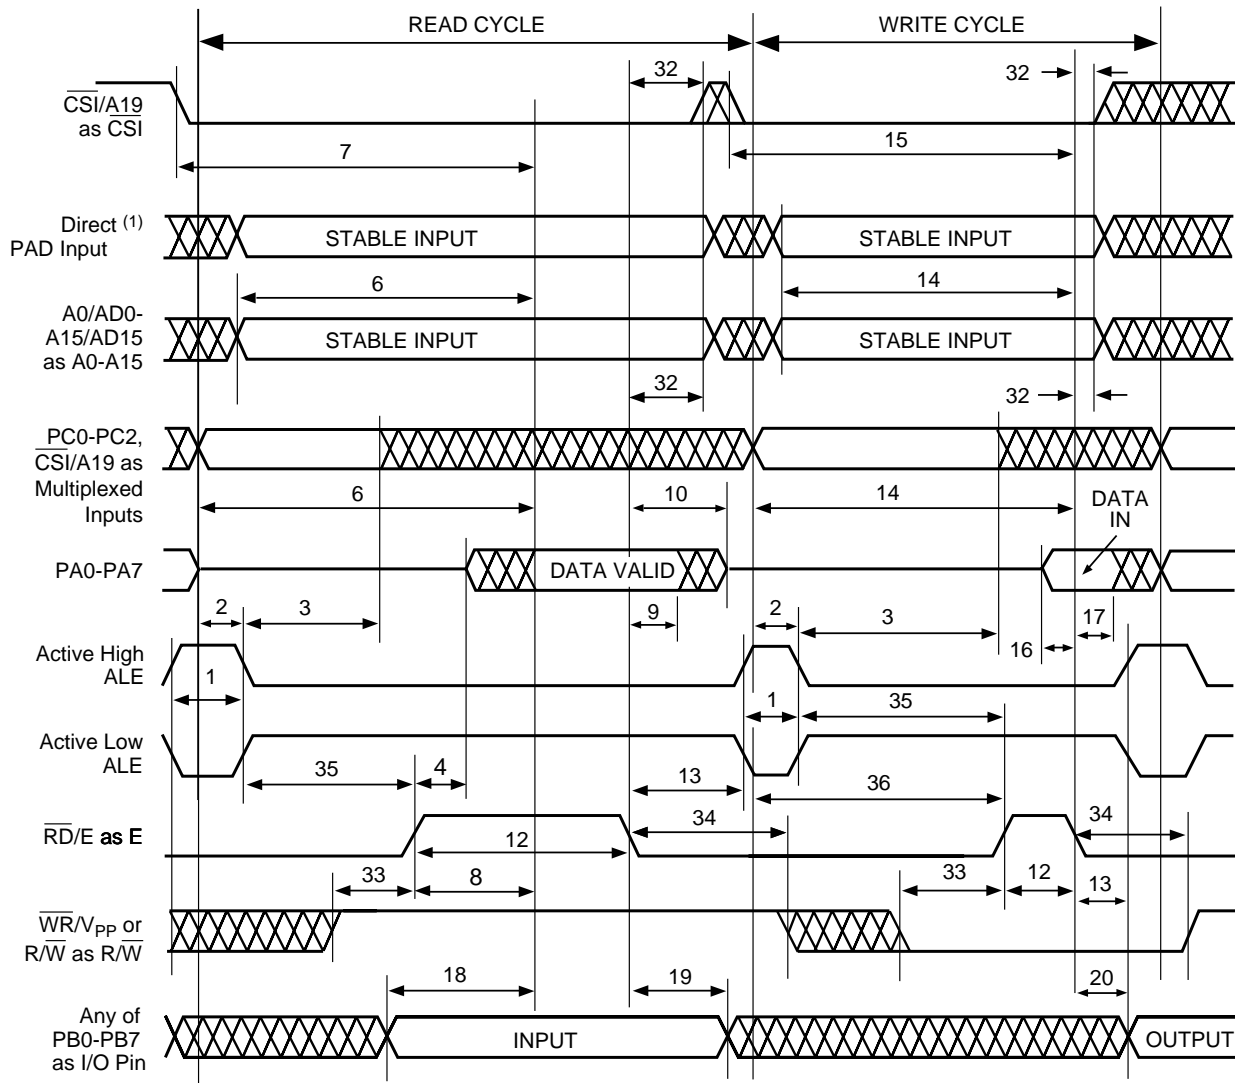 READ CYCLE WRITE CYCLE
32 32
CSI/A19
as CSI
7 15
Direct (1)
PAD Input
STABLE INPUT STABLE INPUT
6 14
A0/AD0-
A15/AD15
as A0-A15
STABLE INPUT STABLE INPUT
32 32
PC0-PC2,
CSI/A19 as
Multiplexed
Inputs
6 10 14
DATA
IN
PA0-PA7 DATA VALID
2 3 9 2 3 16 17
Active High
ALE
1 1 35
Active Low
ALE
35 4 13 36
RD/E as E
12 34 34
33 8 33 12 13
WR/VPP or
R/W as R/W
18 19 20
Any of
PB0-PB7
as I/O Pin
INPUT OUTPUT